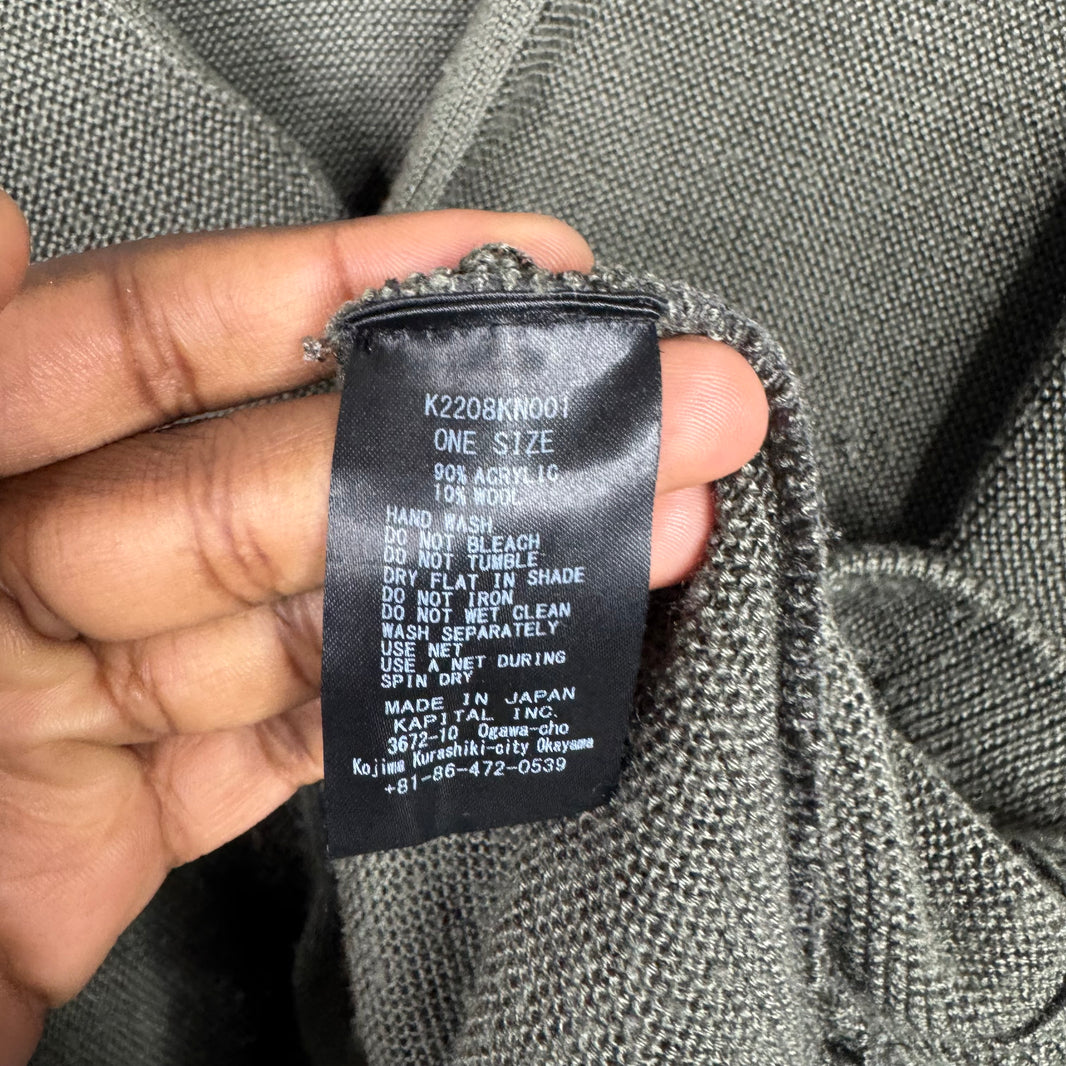 K2208KN001
ONE SIZE
90% ACRYLIC
10% WOOL
HAND WASH
DO NOT BLEACH
DO NOT TUMBLE
DRY FLAT IN SHADE
DO NOT IRON
DO NOT WET CLEAN
WASH SEPARATELY
USE NET
USE A NET DURING
SPIN DRY
MADE IN JAPAN
KAPITAL INC.
3672-10 Ogawa-cho
Kojima Kurashiki-city Okayama
+81-86-472-0539